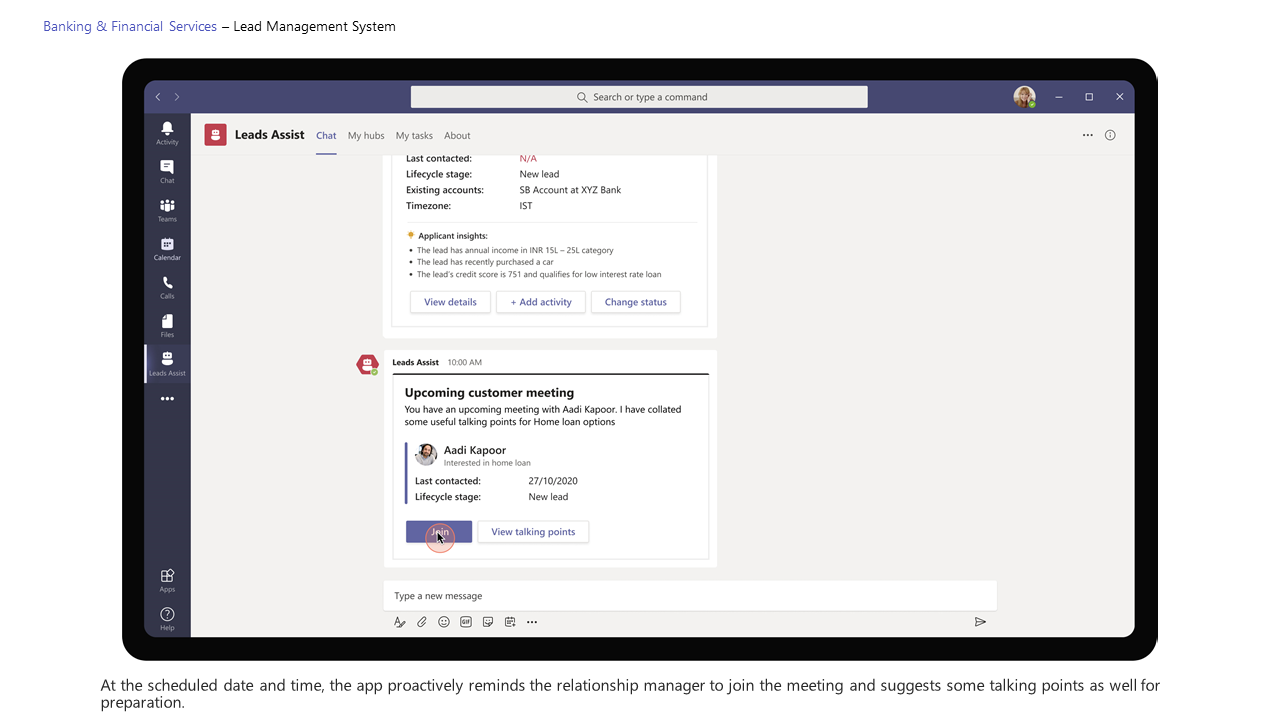 Banking & Financial Services – Lead Management System
Search or type a command
Activity
Chat
Teams
Calendar
Calls
Files
Leads Assist
Apps
Help
Leads Assist Chat My hubs My tasks About
Last contacted: N/A
Lifecycle stage: New lead
Existing accounts: SB Account at XYZ Bank
Timezone: IST
Applicant insights:
• The lead has annual income in INR 15L – 25L category
• The lead has recently purchased a car
• The lead's credit score is 751 and qualifies for low interest rate loan
View details + Add activity Change status
Leads Assist 10:00 AM
Upcoming customer meeting
You have an upcoming meeting with Aadi Kapoor. I have collated
some useful talking points for Home loan options
Aadi Kapoor
Interested in home loan
Last contacted: 27/10/2020
Lifecycle stage: New lead
Join View talking points
Type a new message
GIF
At the scheduled date and time, the app proactively reminds the relationship manager to join the meeting and suggests some talking points as well for
preparation.